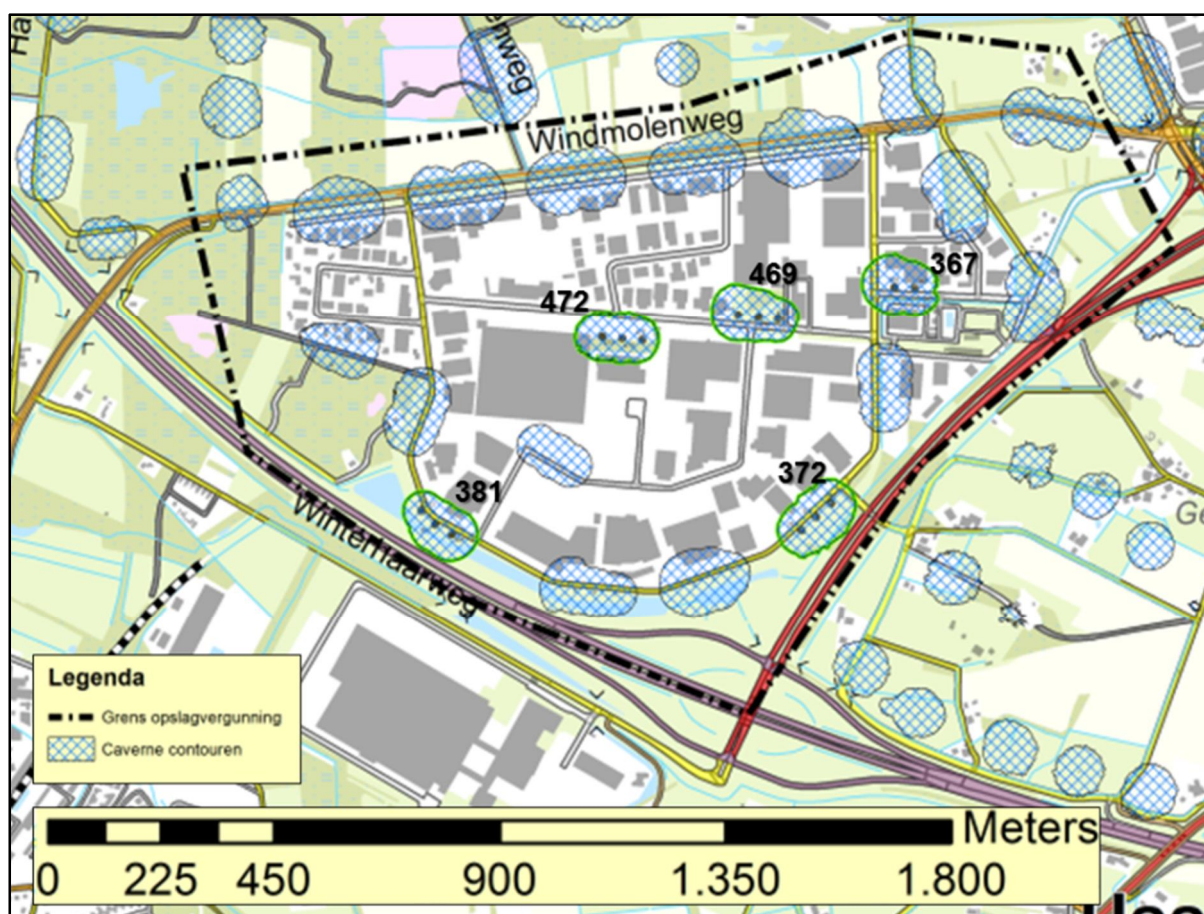 Windmolenweg
367
469
472
372
381
Winterhaarweg
Legenda
Grens opslagvergunning
Caverne contouren
Meters
0 225 450 900 1.350 1.800